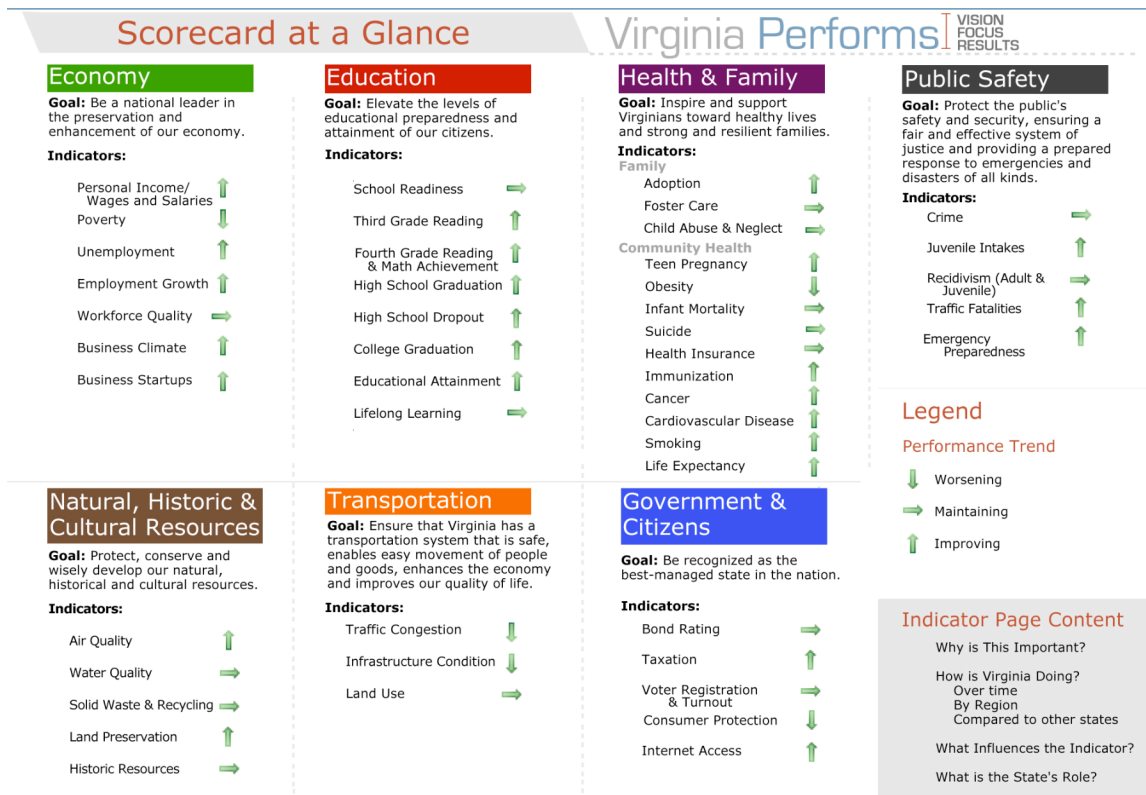 Scorecard at a Glance
Virginia Performs
VISION
FOCUS
RESULTS
Economy
Goal: Be a national leader in
the preservation and
enhancement of our economy.
Indicators:
Personal Income/
Wages and Salaries
Poverty
Unemployment
Employment Growth
Workforce Quality
Business Climate
Business Startups
Education
Goal: Elevate the levels of
educational preparedness and
attainment of our citizens.
Indicators:
School Readiness
Third Grade Reading
Fourth Grade Reading
& Math Achievement
High School Graduation
High School Dropout
College Graduation
Educational Attainment
Lifelong Learning
Health & Family
Goal: Inspire and support
Virginians toward healthy lives
and strong and resilient families.
Indicators:
Family
Adoption
Foster Care
Child Abuse & Neglect
Community Health
Teen Pregnancy
Obesity
Infant Mortality
Suicide
Health Insurance
Immunization
Cancer
Cardiovascular Disease
Smoking
Life Expectancy
Public Safety
Goal: Protect the public's
safety and security, ensuring a
fair and effective system of
justice and providing a prepared
response to emergencies and
disasters of all kinds.
Indicators:
Crime
Juvenile Intakes
Recidivism (Adult &
Juvenile)
Traffic Fatalities
Emergency
Preparedness
Legend
Performance Trend
Worsening
Maintaining
Improving
Natural, Historic &
Cultural Resources
Goal: Protect, conserve and
wisely develop our natural,
historical and cultural resources.
Indicators:
Air Quality
Water Quality
Solid Waste & Recycling
Land Preservation
Historic Resources
Transportation
Goal: Ensure that Virginia has a
transportation system that is safe,
enables easy movement of people
and goods, enhances the economy
and improves our quality of life.
Indicators:
Traffic Congestion
Infrastructure Condition
Land Use
Government &
Citizens
Goal: Be recognized as the
best-managed state in the nation.
Indicators:
Bond Rating
Taxation
Voter Registration
& Turnout
Consumer Protection
Internet Access
Indicator Page Content
Why is This Important?
How is Virginia Doing?
Over time
By Region
Compared to other states
What Influences the Indicator?
What is the State's Role?